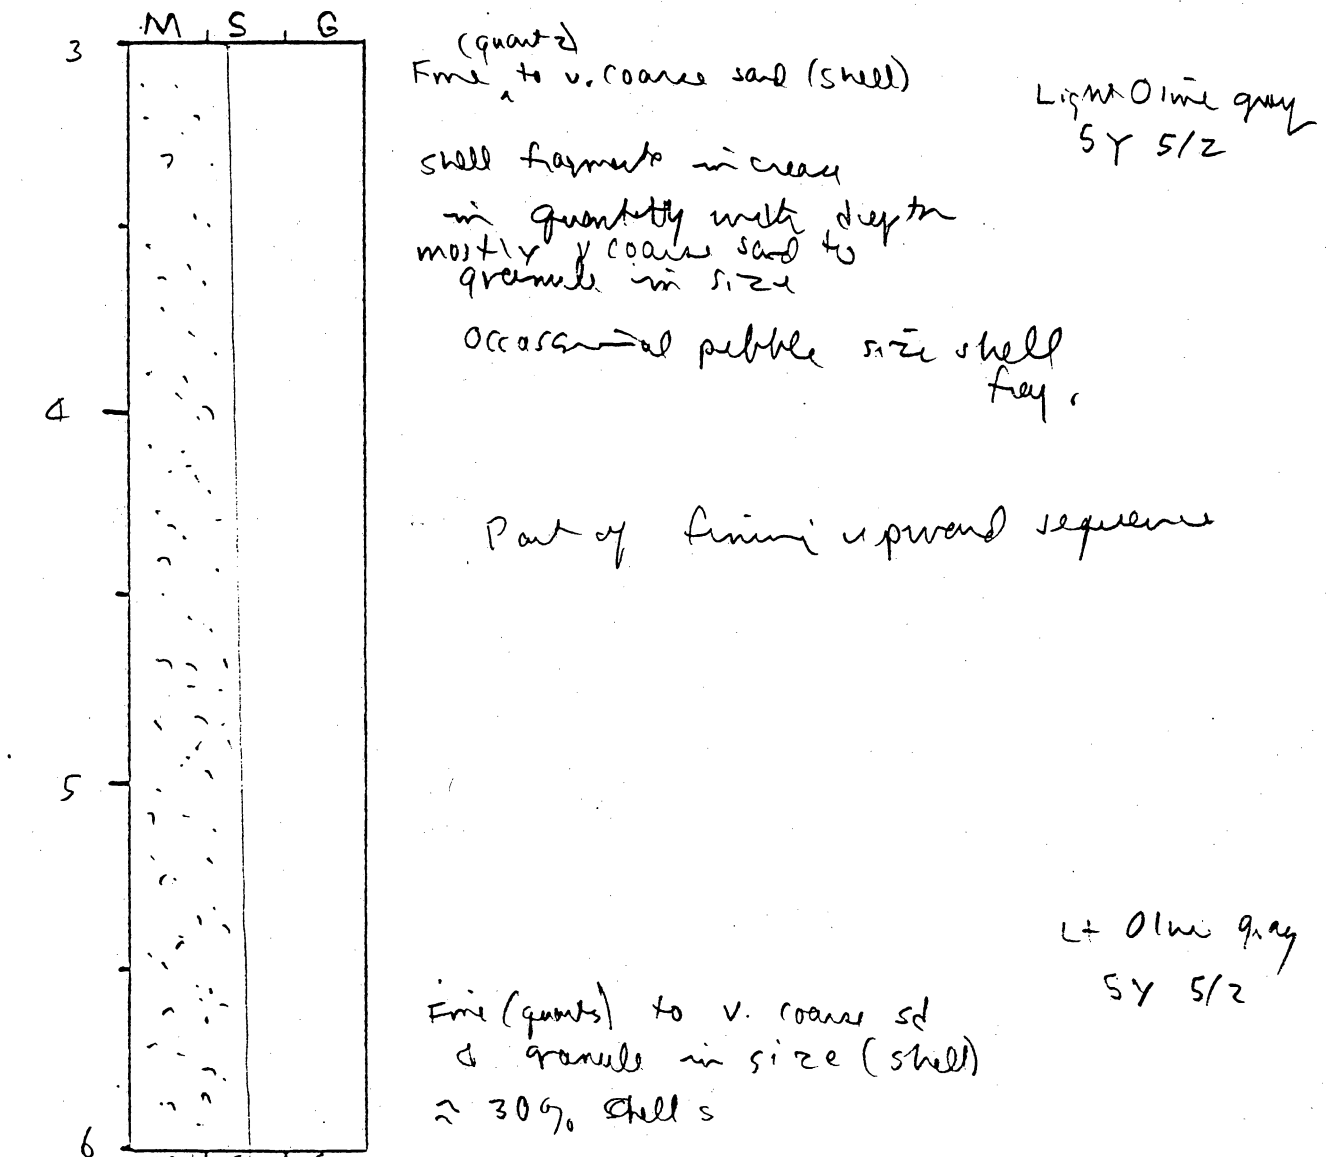 M S G
3
(quartz)
Fine ^ to v. coarse sand (shell)
Light Olive gray
5Y 5/2
shell fragments increase
in quantity with depth
mostly v coarse sand to
granule in size
Occassional pebble size shell
frag.
4
Part of fining upward sequence
5
Lt Olive gray
5Y 5/2
Fine (quartz) to v. coarse sd
& granule in size (shell)
≈ 30% shells
6